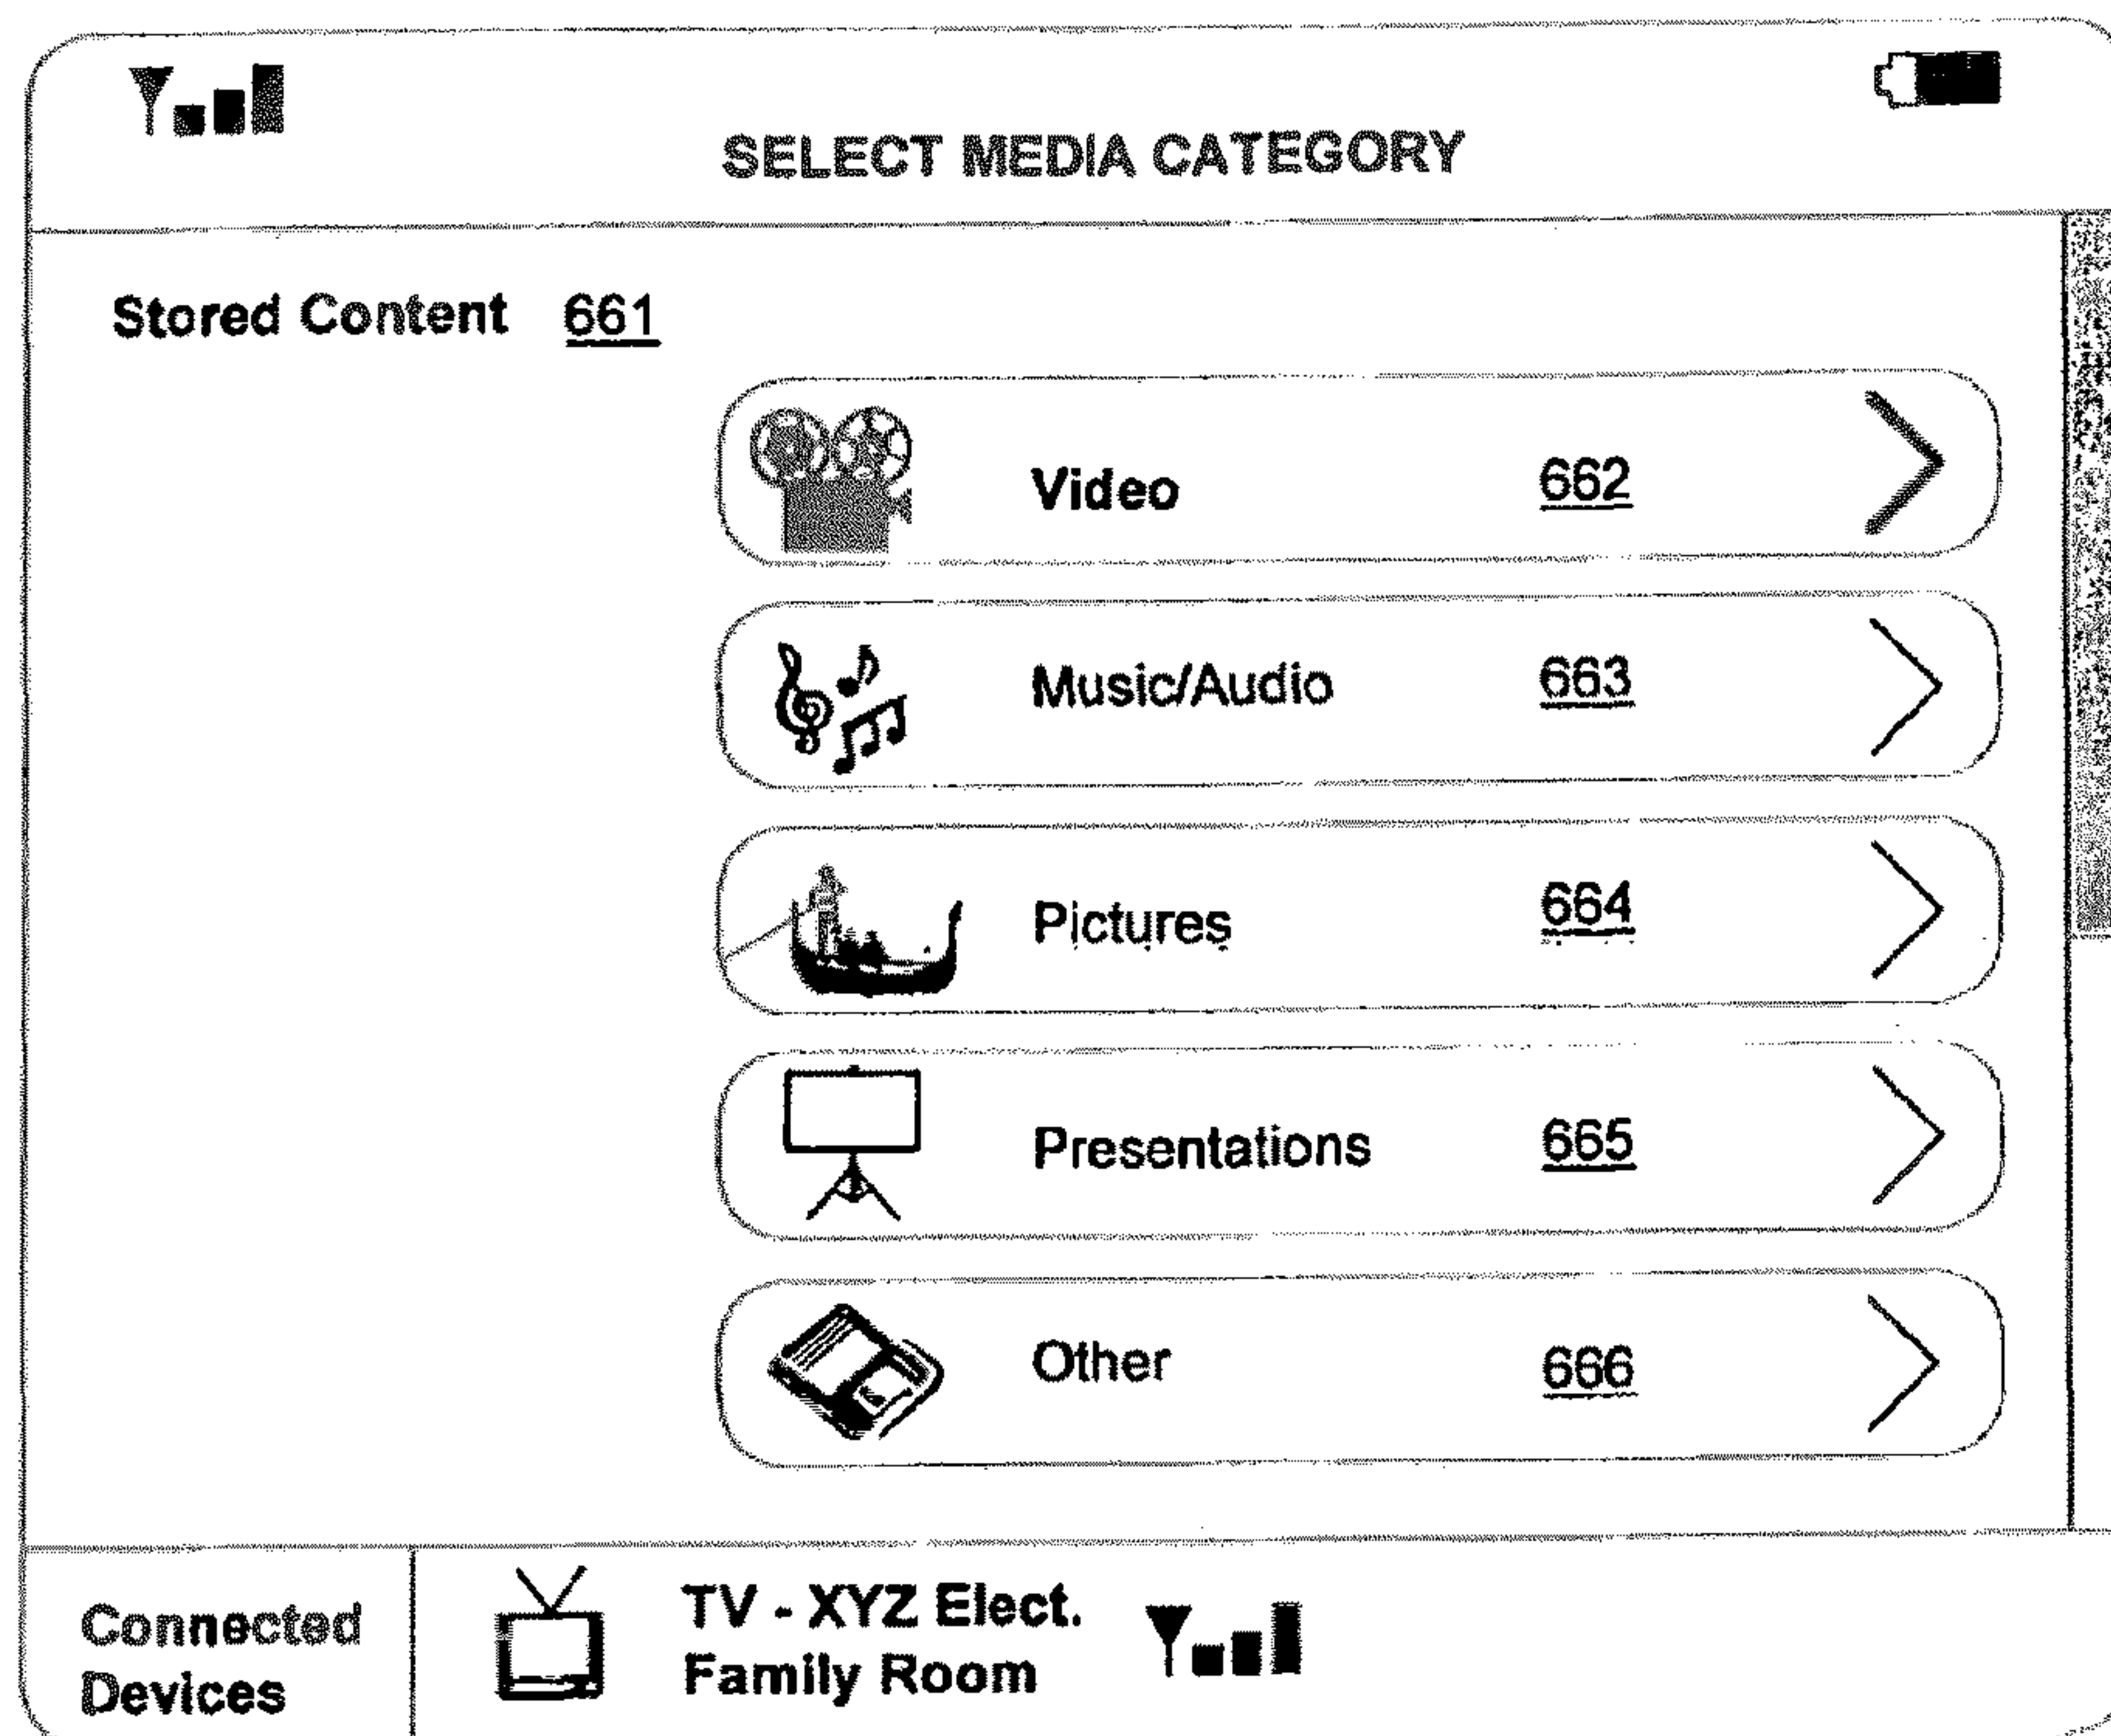 SELECT MEDIA CATEGORY
Stored Content 661
Video 662
Music/Audio 663
Pictures 664
Presentations 665
Other 666
Connected
Devices
TV - XYZ Elect.
Family Room